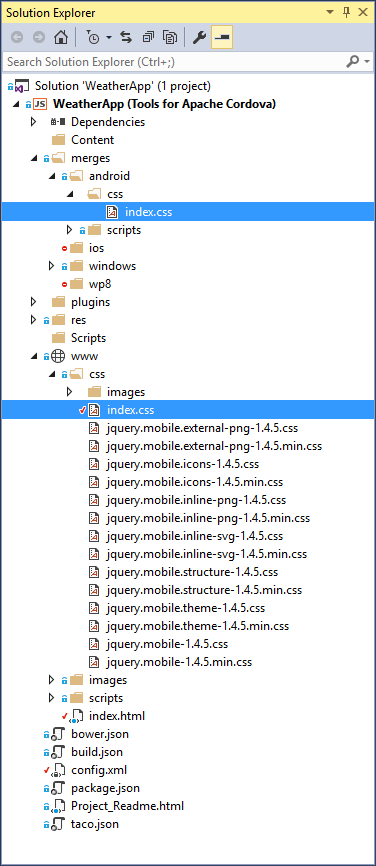 Solution Explorer
Search Solution Explorer (Ctrl+;)
Solution 'WeatherApp' (1 project)
JS WeatherApp (Tools for Apache Cordova)
Dependencies
Content
merges
android
css
index.css
scripts
ios
windows
wp8
plugins
res
Scripts
www
css
images
index.css
jquery.mobile.external-png-1.4.5.css
jquery.mobile.external-png-1.4.5.min.css
jquery.mobile.icons-1.4.5.css
jquery.mobile.icons-1.4.5.min.css
jquery.mobile.inline-png-1.4.5.css
jquery.mobile.inline-png-1.4.5.min.css
jquery.mobile.inline-svg-1.4.5.css
jquery.mobile.inline-svg-1.4.5.min.css
jquery.mobile.structure-1.4.5.css
jquery.mobile.structure-1.4.5.min.css
jquery.mobile.theme-1.4.5.css
jquery.mobile.theme-1.4.5.min.css
jquery.mobile-1.4.5.css
jquery.mobile-1.4.5.min.css
images
scripts
index.html
bower.json
build.json
config.xml
package.json
Project_Readme.html
taco.json